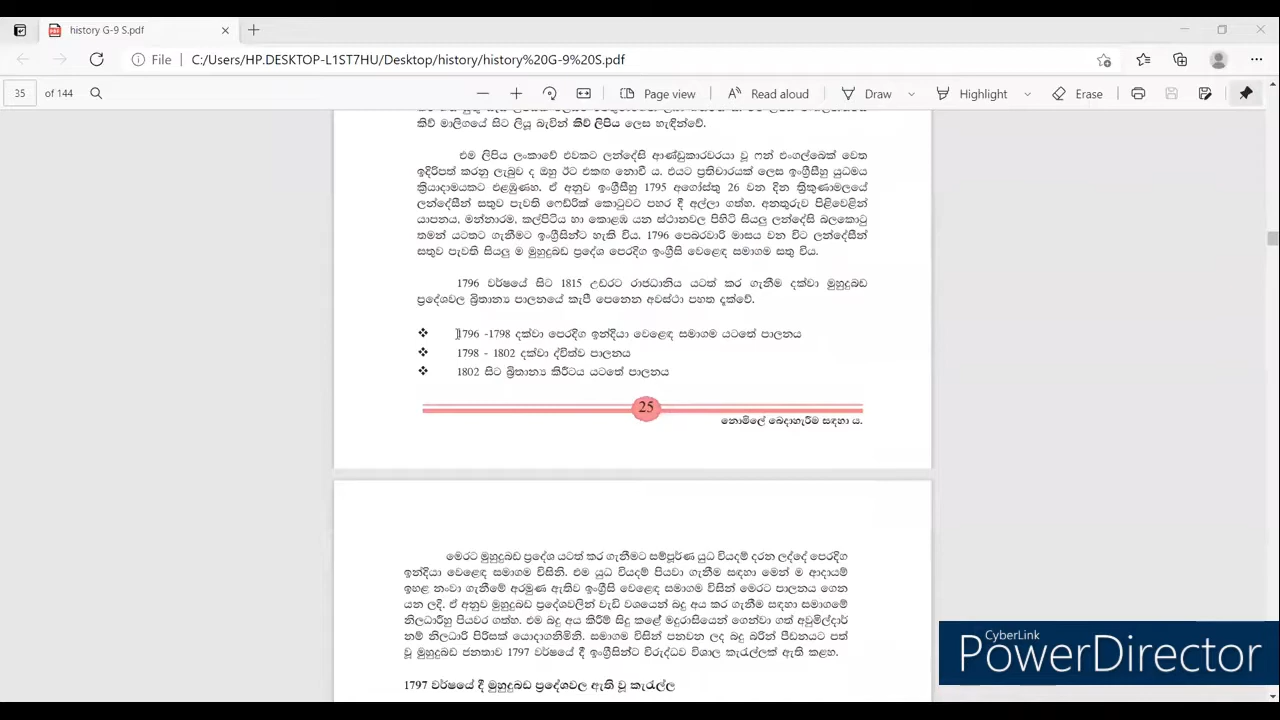 history G-9 S.pdf
File
C:/Users/HP.DESKTOP-L1ST7HU/Desktop/history/history%20G-9%20S.pdf
35 of 144
Page view
Read aloud
Draw
Highlight
Erase
කිව් මාලිගයේ සිට ලියූ බැවින් කිව් ලිපිය ලෙස හැඳින්වේ.
එම ලිපිය ලංකාවේ එවකට ලන්දේසි ආණ්ඩුකාරවරයා වූ ෆන් එංගල්බෙක් වෙත
ඉදිරිපත් කරනු ලැබුව ද ඔහු ඊට එකඟ නොවී ය. එයට ප්‍රතිචාරයක් ලෙස ඉංග්‍රීසීහු යුධමය
ක්‍රියාදාමයකට එළඹුණහ. ඒ අනුව ඉංග්‍රීසීහු 1795 අගෝස්තු 26 වන දින ත්‍රිකුණාමලයේ
ලන්දේසීන් සතුව පැවති ෆෙඩ්රික් කොටුවට පහර දී අල්ලා ගත්හ. අනතුරුව පිළිවෙළින්
යාපනය, මන්නාරම, කල්පිටිය හා කොළඹ යන ස්ථානවල පිහිටි සියලු ලන්දේසි බලකොටු
තමන් යටතට ගැනීමට ඉංග්‍රීසින්ට හැකි විය. 1796 පෙබරවාරි මාසය වන විට ලන්දේසීන්
සතුව පැවති සියලු ම මුහුදුබඩ ප්‍රදේශ පෙරදිග ඉංග්‍රීසි වෙළෙඳ සමාගම සතු විය.
1796 වර්ෂයේ සිට 1815 උඩරට රාජධානිය යටත් කර ගැනීම දක්වා මුහුදුබඩ
ප්‍රදේශවල බ්‍රිතාන්‍ය පාලනයේ කැපී පෙනෙන අවස්ථා පහත දැක්වේ.
❖ 1796 -1798 දක්වා පෙරදිග ඉන්දියා වෙළෙඳ සමාගම යටතේ පාලනය
❖ 1798 - 1802 දක්වා ද්විත්ව පාලනය
❖ 1802 සිට බ්‍රිතාන්‍ය කිරීටය යටතේ පාලනය
25
නොමිලේ බෙදාහැරීම සඳහා ය.
මෙරට මුහුදුබඩ ප්‍රදේශ යටත් කර ගැනීමට සම්පූර්ණ යුධ වියදම් දරන ලද්දේ පෙරදිග
ඉන්දියා වෙළෙඳ සමාගම විසිනි. එම යුධ වියදම් පියවා ගැනීම සඳහා මෙන් ම ආදායම්
ඉහළ නංවා ගැනීමේ අරමුණ ඇතිව ඉංග්‍රීසි වෙළෙඳ සමාගම විසින් මෙරට පාලනය ගෙන
යන ලදි. ඒ අනුව මුහුදුබඩ ප්‍රදේශවලින් වැඩි වශයෙන් බදු අය කර ගැනීම සඳහා සමාගමේ
නිලධාරීහු පියවර ගත්හ. එම බදු අය කිරීම් සිදු කළේ මදුරාසියෙන් ගෙන්වා ගත් අවුමිල්දාර්
නම් නිලධාරි පිරිසක් යොදාගනිමිනි. සමාගම විසින් පනවන ලද බදු බරින් පීඩනයට පත්
වූ මුහුදුබඩ ජනතාව 1797 වර්ෂයේ දී ඉංග්‍රීසින්ට විරුද්ධව විශාල කැරැල්ලක් ඇති කළහ.
1797 වර්ෂයේ දී මුහුදුබඩ ප්‍රදේශවල ඇති වූ කැරැල්ල
CyberLink
PowerDirector